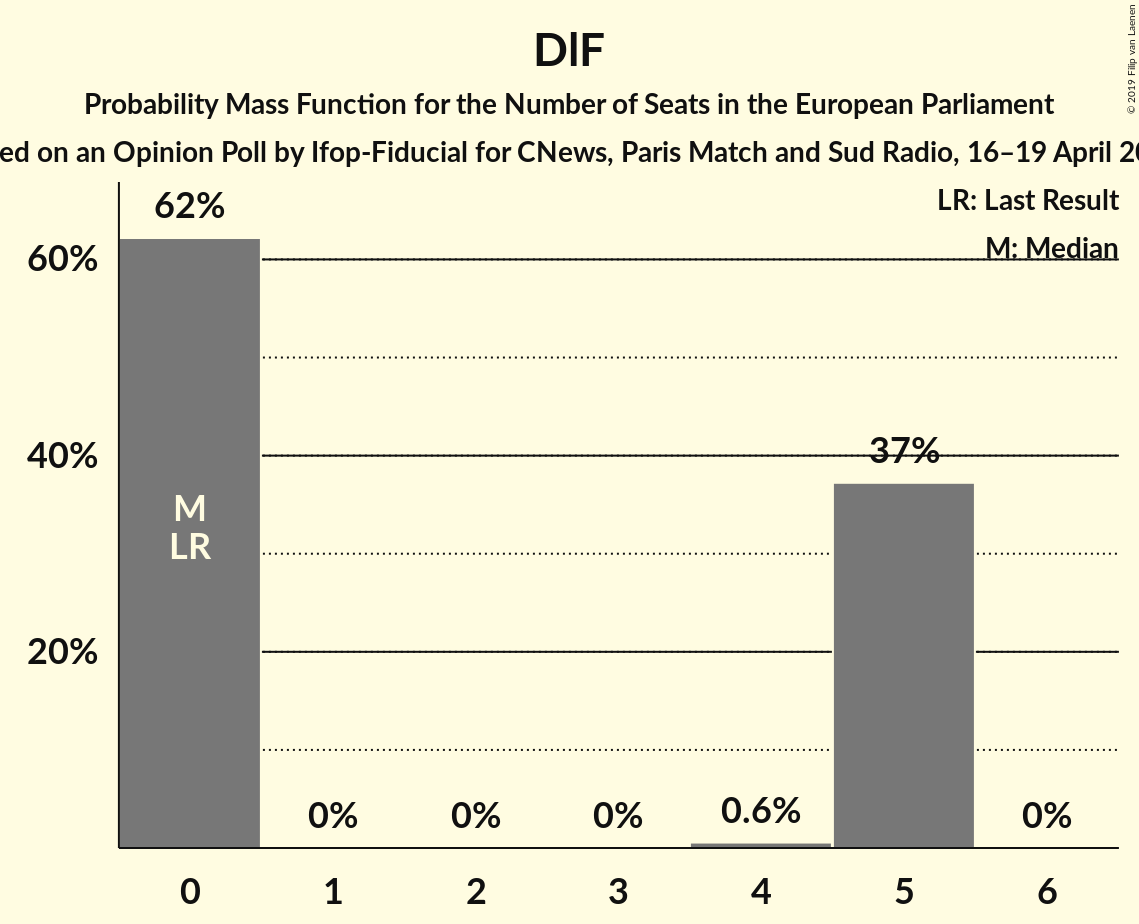 DlF
Probability Mass Function for the Number of Seats in the European Parliament
ed on an Opinion Poll by Ifop-Fiducial for CNews, Paris Match and Sud Radio, 16–19 April 20
© 2019 Filip van Laenen
LR: Last Result
M: Median
62%
60%
40%
37%
M
LR
20%
0%
0%
0%
0.6%
0%
0
1
2
3
4
5
6